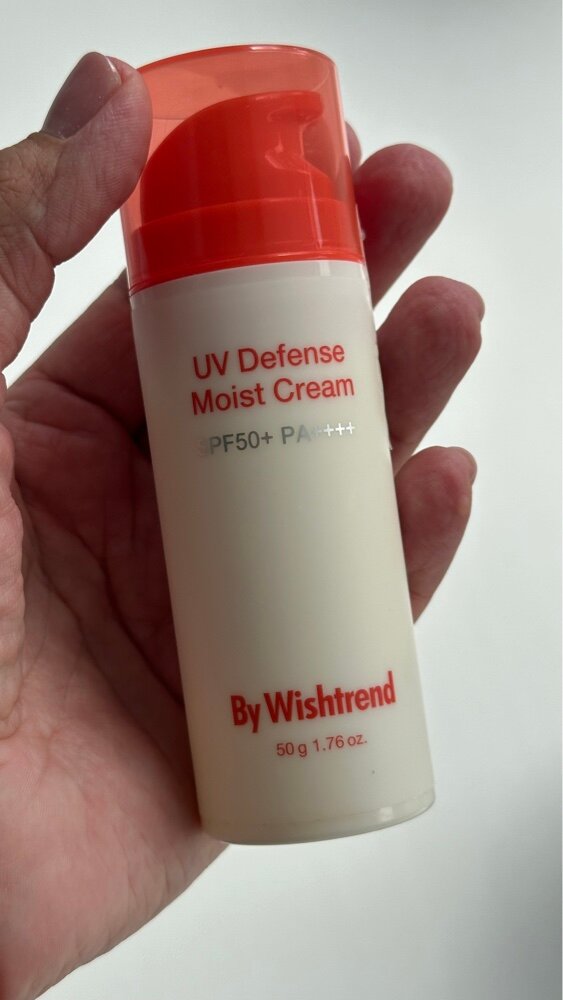 UV Defense
Moist Cream
SPF50+ PA++++
By Wishtrend
50 g 1.76 oz.